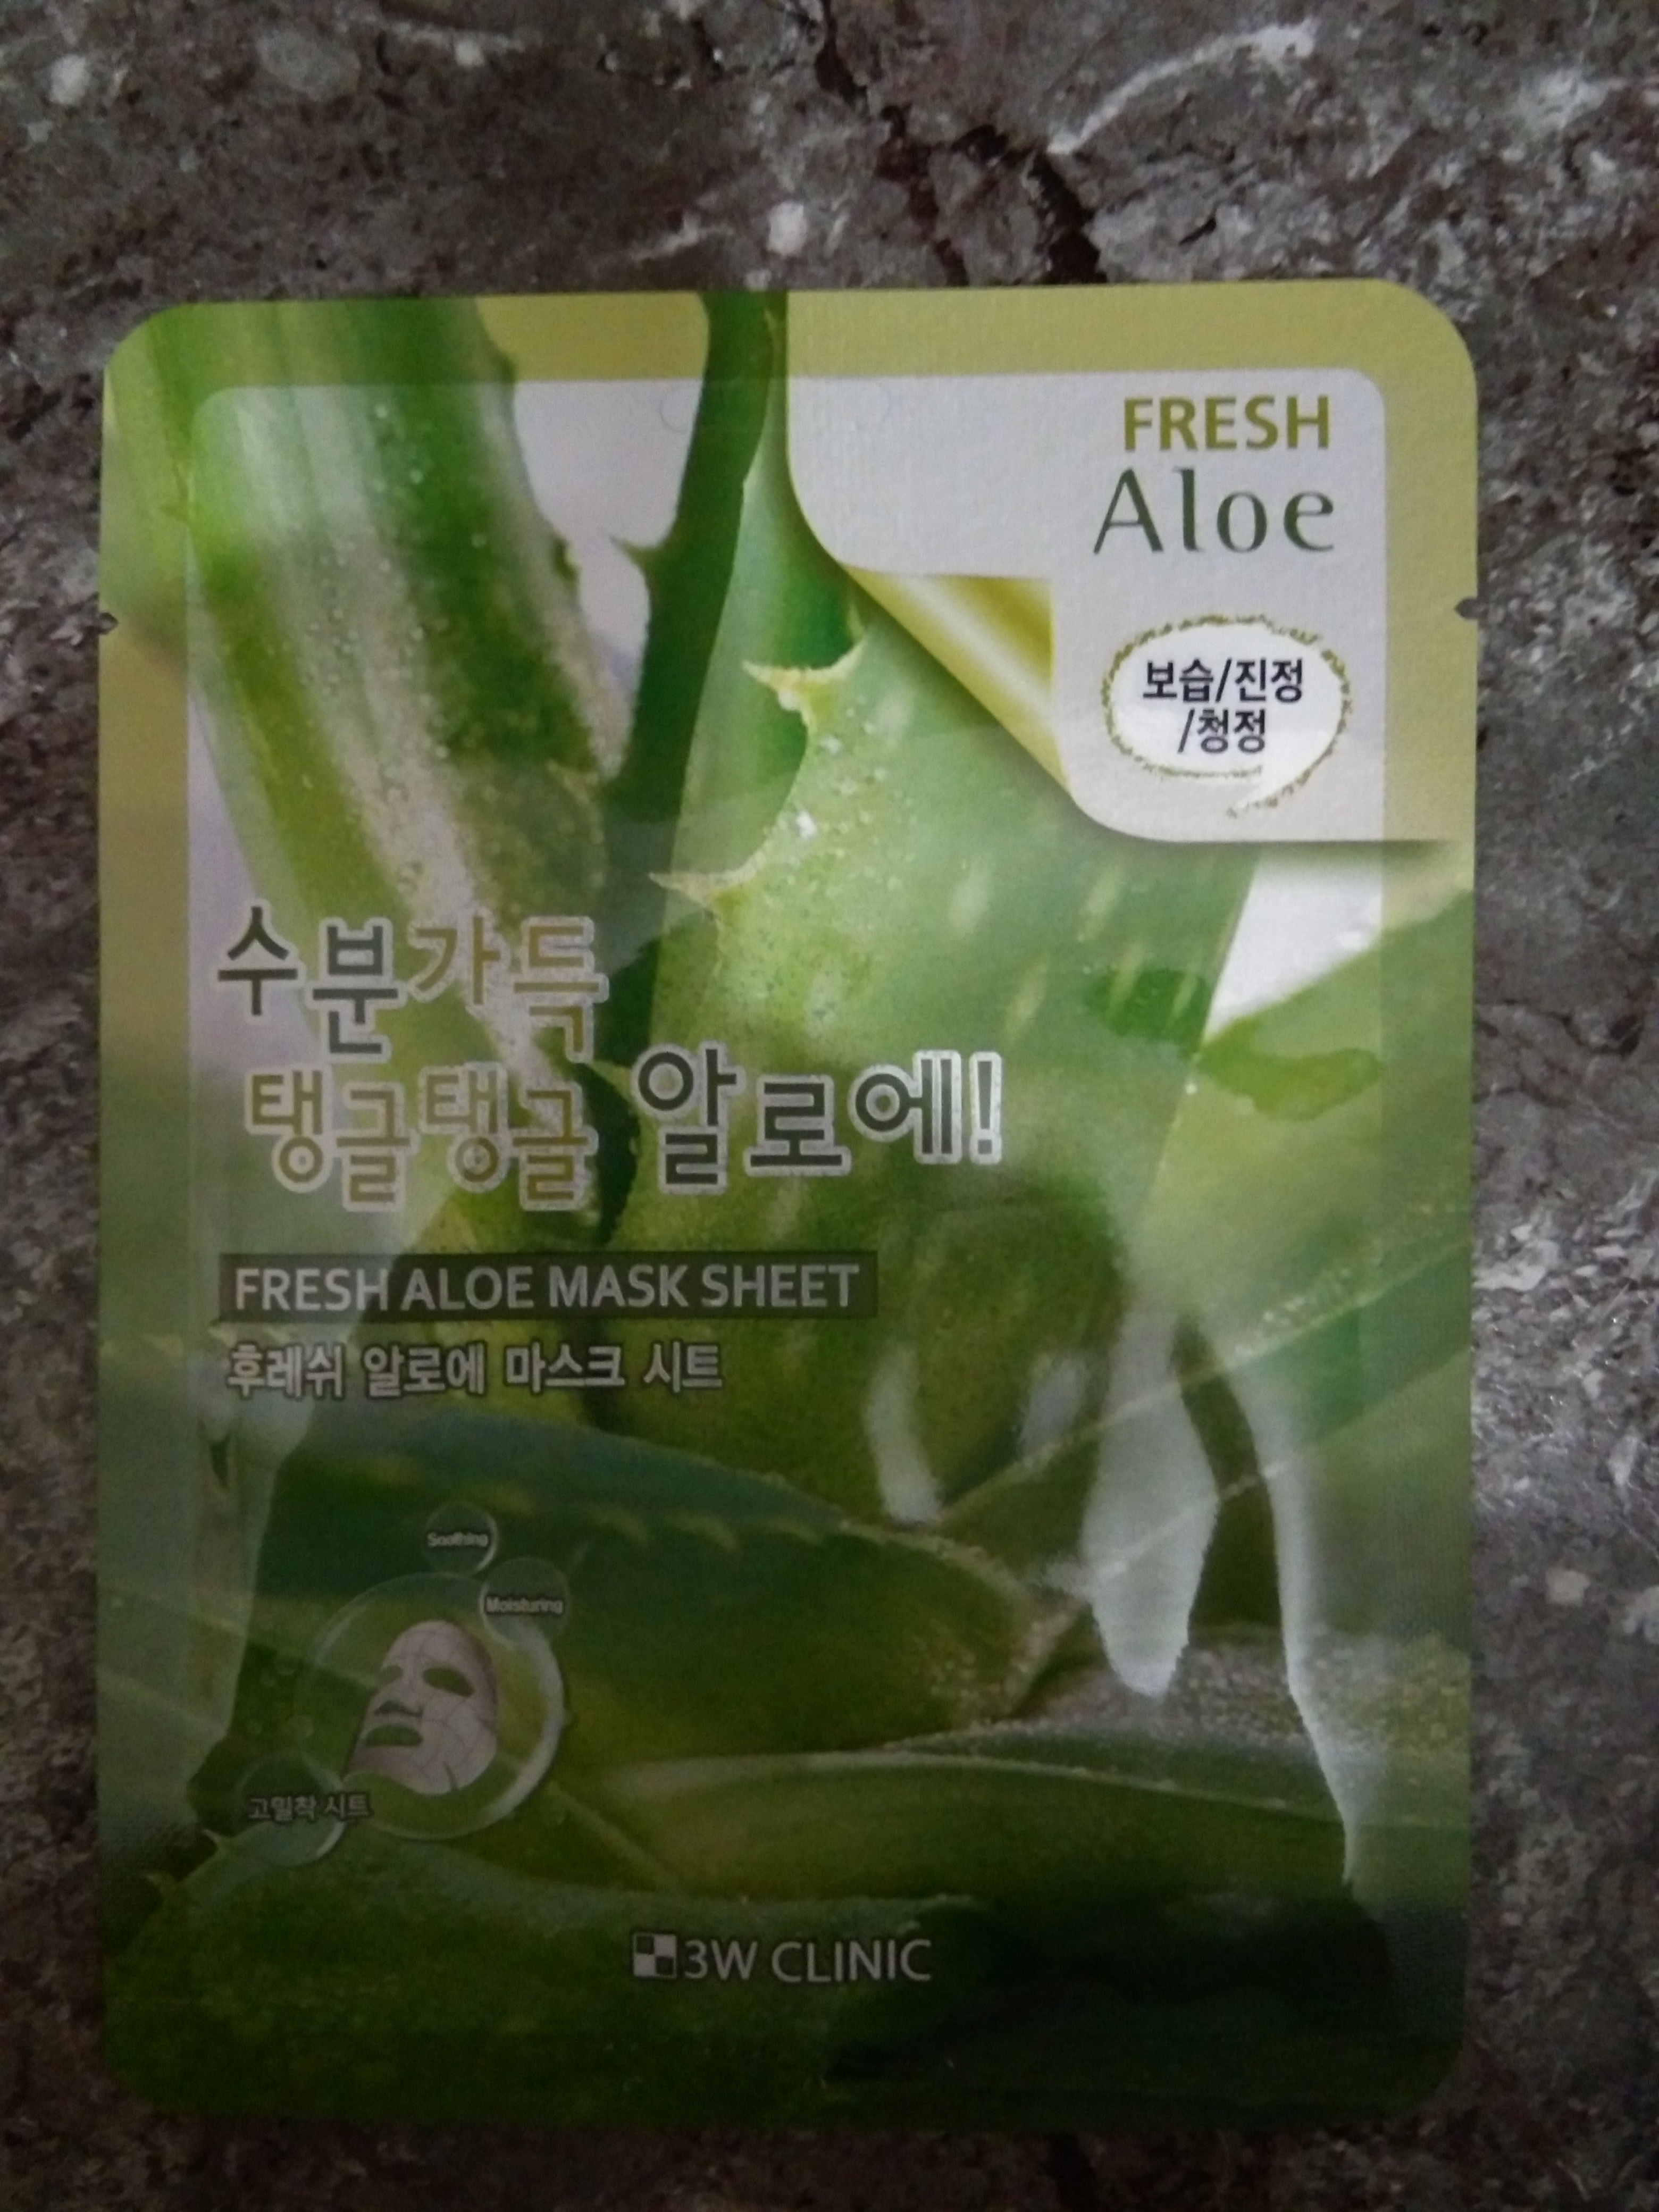 FRESH
Aloe
보습/진정
/청정
수분가득
탱글탱글 알로에!
FRESH ALOE MASK SHEET
후레쉬 알로에 마스크 시트
Soothing
Moisturing
고밀착 시트
3W CLINIC